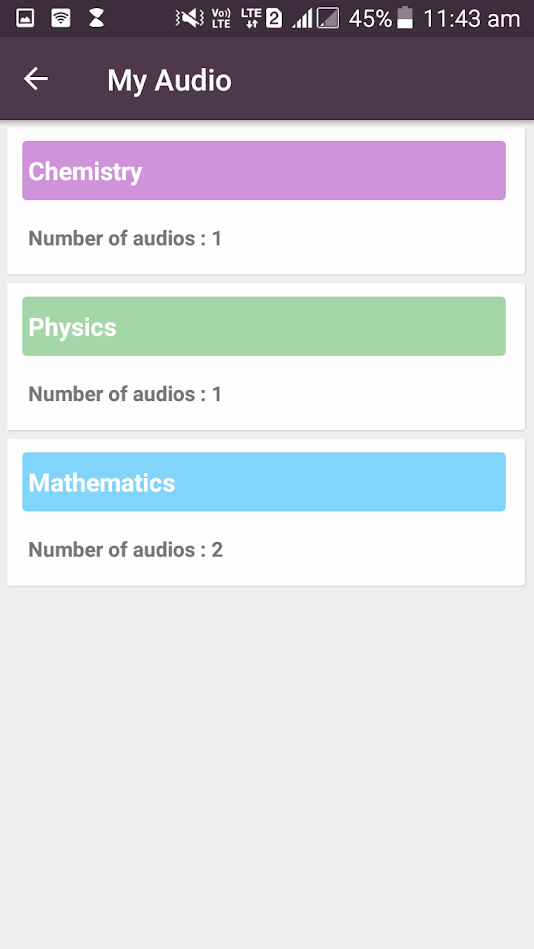 Vo)) LTE LTE 2 45% 11:43 am
My Audio
Chemistry
Number of audios : 1
Physics
Number of audios : 1
Mathematics
Number of audios : 2